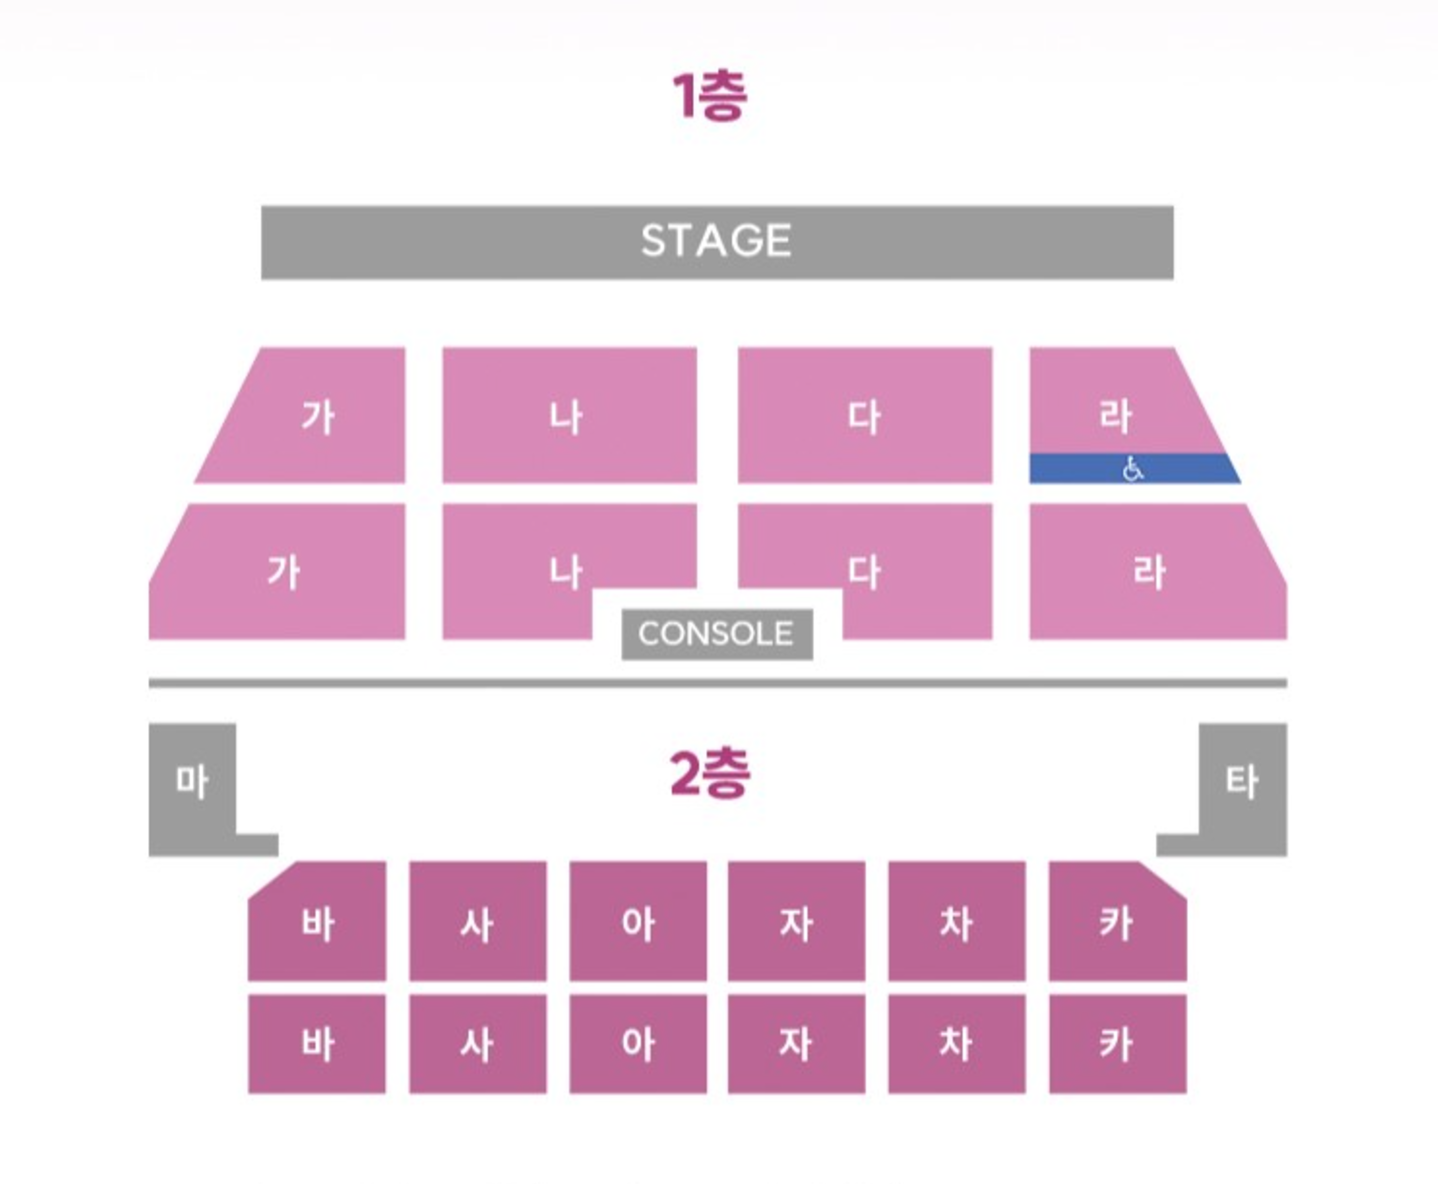 1층
STAGE
가 나 다 라
가 나 다 라
CONSOLE
마 2층 타
바 사 아 자 차 카
바 사 아 자 차 카